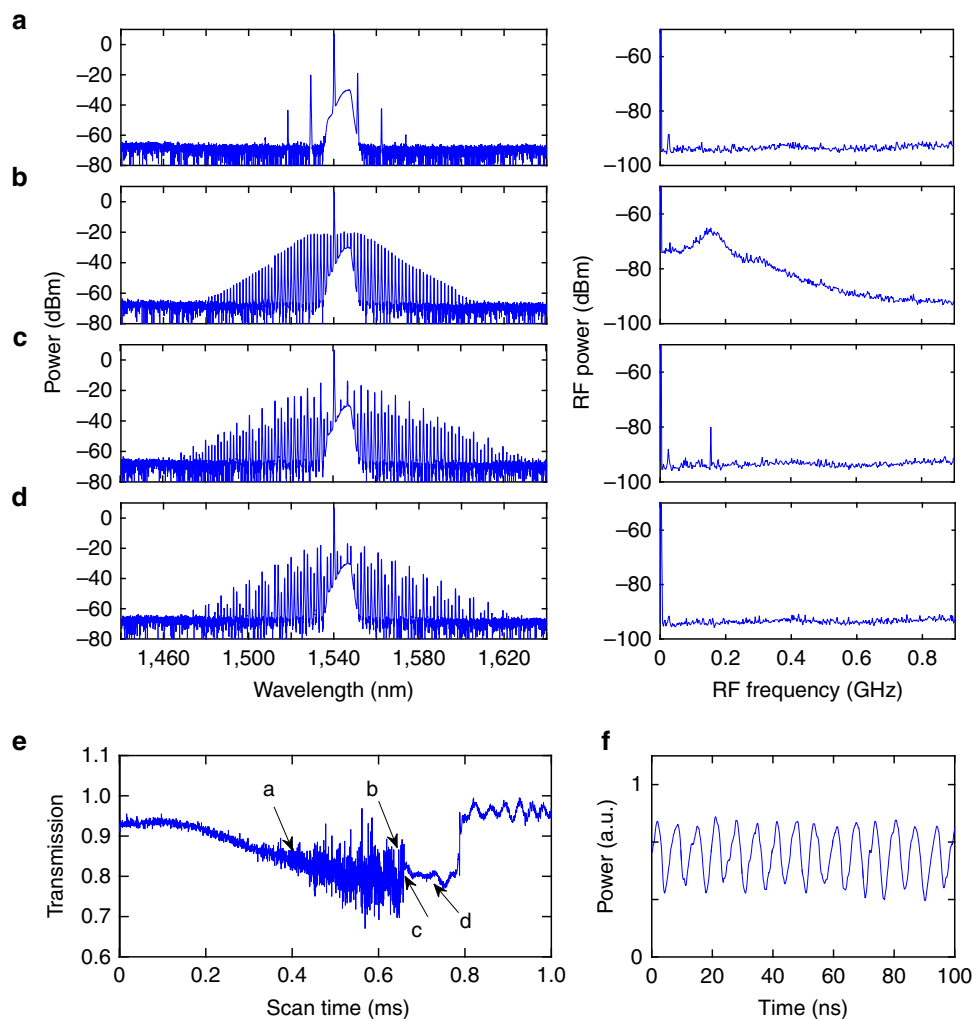 a
0
−20
−40
−60
−80
−60
−80
−100
b
0
−20
−40
−60
−80
−60
−80
−100
c
0
−20
−40
−60
−80
−60
−80
−100
d
0
−20
−40
−60
−80
−60
−80
−100
Power (dBm)
RF power (dBm)
1,460 1,500 1,540 1,580 1,620
0 0.2 0.4 0.6 0.8
Wavelength (nm)
RF frequency (GHz)
e
1.1
1.0
0.9
0.8
0.7
0.6
Transmission
a
b
c
d
0 0.2 0.4 0.6 0.8 1.0
Scan time (ms)
f
1
0
Power (a.u.)
0 20 40 60 80 100
Time (ns)